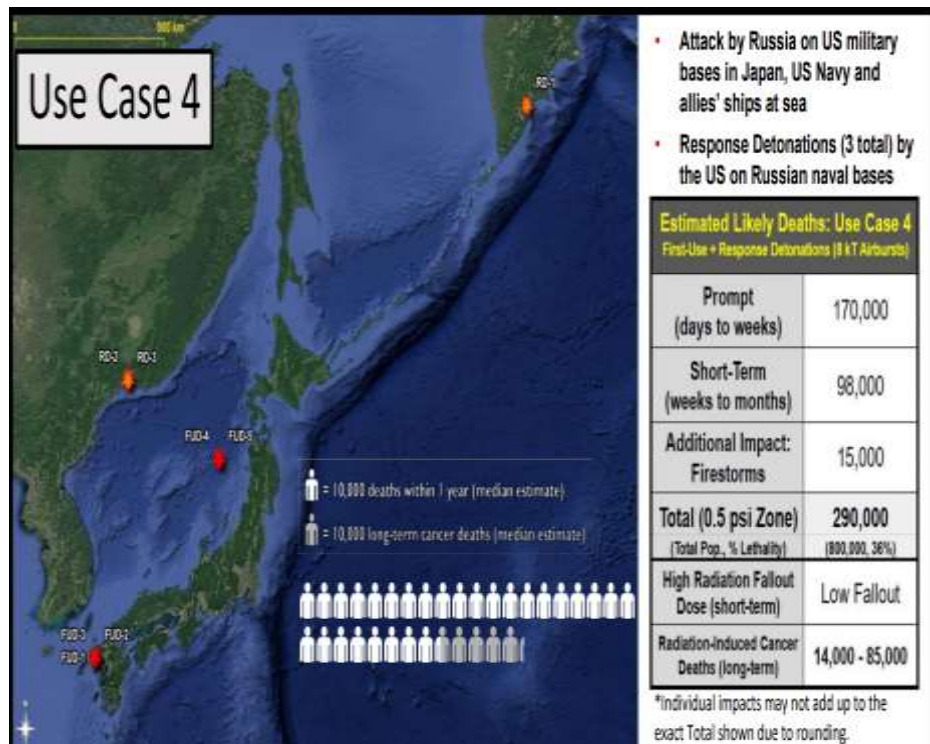 0
500 km
Use Case 4
RD-1
RD-2 RD-3
FUD-4 FUD-5
FUD-3 FUD-2
FUD-1
= 10,000 deaths within 1 year (median estimate)
= 10,000 long-term cancer deaths (median estimate)
• Attack by Russia on US military
bases in Japan, US Navy and
allies' ships at sea
• Response Detonations (3 total) by
the US on Russian naval bases
Estimated Likely Deaths: Use Case 4
First-Use + Response Detonations (8 kT Airbursts)
Prompt
(days to weeks)
170,000
Short-Term
(weeks to months)
98,000
Additional Impact:
Firestorms
15,000
Total (0.5 psi Zone)
290,000
(Total Pop., % Lethality)
(800,000, 36%)
High Radiation Fallout
Dose (short-term)
Low Fallout
Radiation-Induced Cancer
Deaths (long-term)
14,000 - 85,000
*Individual impacts may not add up to the
exact Total shown due to rounding.